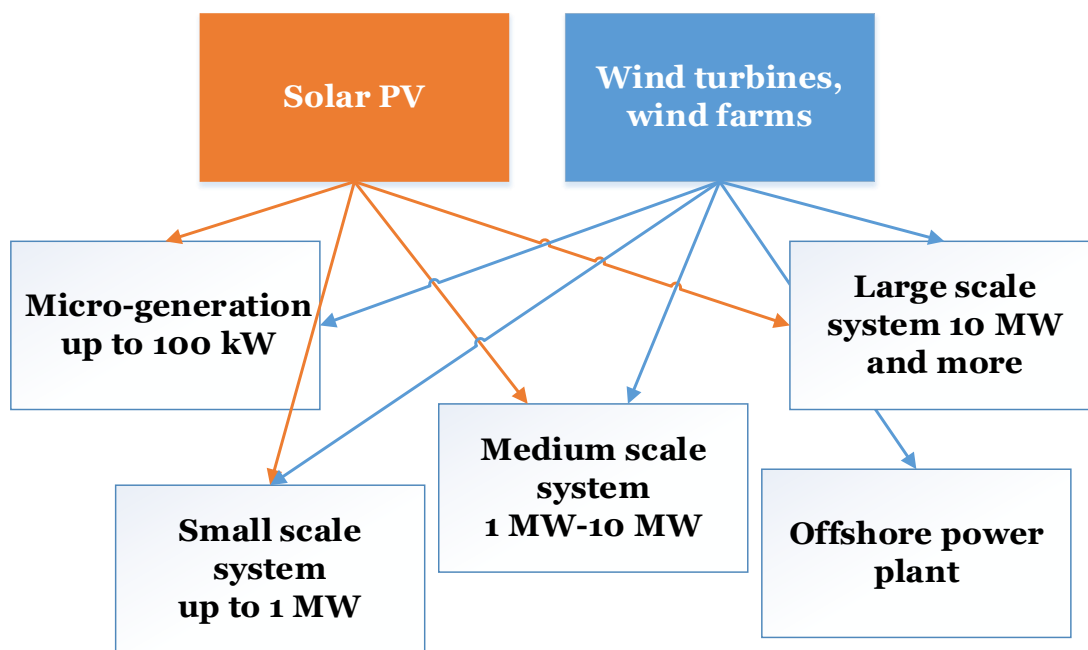 Solar PV
Wind turbines,
wind farms
Micro-generation
up to 100 kW
Large scale
system 10 MW
and more
Medium scale
system
1 MW-10 MW
Small scale
system
up to 1 MW
Offshore power
plant